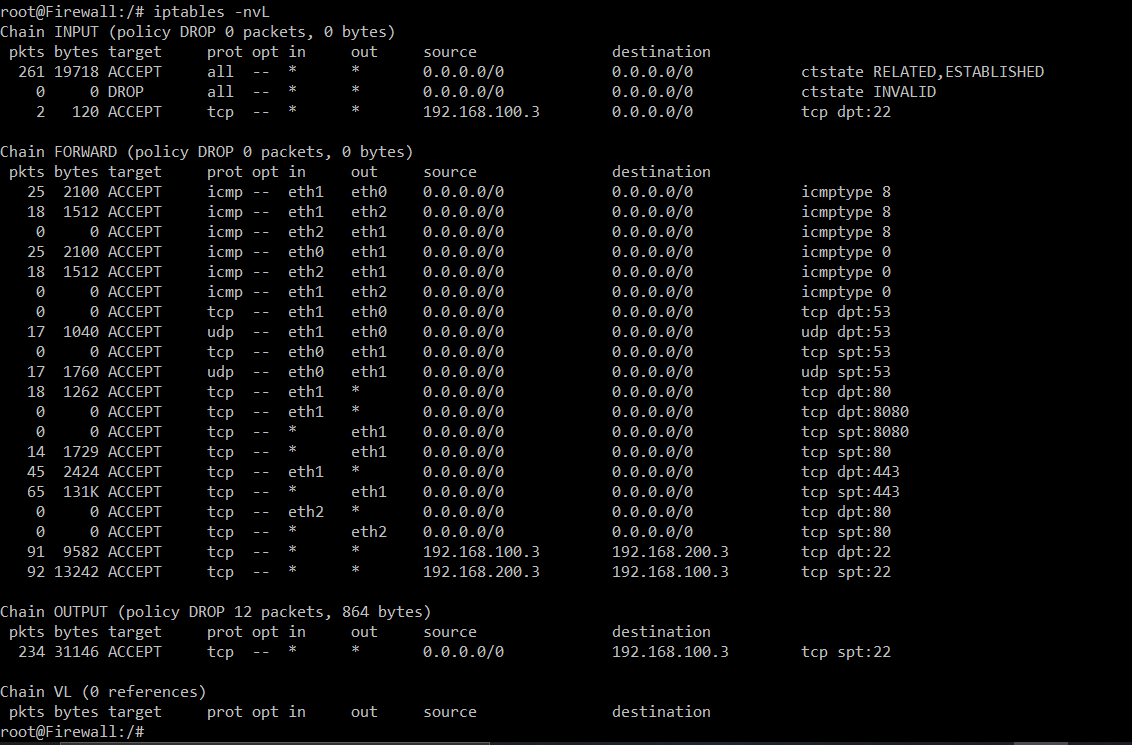 root@Firewall:/# iptables -nvL
Chain INPUT (policy DROP 0 packets, 0 bytes)
 pkts bytes target     prot opt in     out     source               destination
  261 19718 ACCEPT     all  --  *      *       0.0.0.0/0            0.0.0.0/0            ctstate RELATED,ESTABLISHED
    0     0 DROP       all  --  *      *       0.0.0.0/0            0.0.0.0/0            ctstate INVALID
    2   120 ACCEPT     tcp  --  *      *       192.168.100.3        0.0.0.0/0            tcp dpt:22

Chain FORWARD (policy DROP 0 packets, 0 bytes)
 pkts bytes target     prot opt in     out     source               destination
   25  2100 ACCEPT     icmp --  eth1   eth0    0.0.0.0/0            0.0.0.0/0            icmptype 8
   18  1512 ACCEPT     icmp --  eth1   eth2    0.0.0.0/0            0.0.0.0/0            icmptype 8
    0     0 ACCEPT     icmp --  eth2   eth1    0.0.0.0/0            0.0.0.0/0            icmptype 8
   25  2100 ACCEPT     icmp --  eth0   eth1    0.0.0.0/0            0.0.0.0/0            icmptype 0
   18  1512 ACCEPT     icmp --  eth2   eth1    0.0.0.0/0            0.0.0.0/0            icmptype 0
    0     0 ACCEPT     icmp --  eth1   eth2    0.0.0.0/0            0.0.0.0/0            icmptype 0
    0     0 ACCEPT     tcp  --  eth1   eth0    0.0.0.0/0            0.0.0.0/0            tcp dpt:53
   17  1040 ACCEPT     udp  --  eth1   eth0    0.0.0.0/0            0.0.0.0/0            udp dpt:53
    0     0 ACCEPT     tcp  --  eth0   eth1    0.0.0.0/0            0.0.0.0/0            tcp spt:53
   17  1760 ACCEPT     udp  --  eth0   eth1    0.0.0.0/0            0.0.0.0/0            udp spt:53
   18  1262 ACCEPT     tcp  --  eth1   *       0.0.0.0/0            0.0.0.0/0            tcp dpt:80
    0     0 ACCEPT     tcp  --  eth1   *       0.0.0.0/0            0.0.0.0/0            tcp dpt:8080
    0     0 ACCEPT     tcp  --  *      eth1    0.0.0.0/0            0.0.0.0/0            tcp spt:8080
   14  1729 ACCEPT     tcp  --  *      eth1    0.0.0.0/0            0.0.0.0/0            tcp spt:80
   45  2424 ACCEPT     tcp  --  eth1   *       0.0.0.0/0            0.0.0.0/0            tcp dpt:443
   65  131K ACCEPT     tcp  --  *      eth1    0.0.0.0/0            0.0.0.0/0            tcp spt:443
    0     0 ACCEPT     tcp  --  eth2   *       0.0.0.0/0            0.0.0.0/0            tcp dpt:80
    0     0 ACCEPT     tcp  --  *      eth2    0.0.0.0/0            0.0.0.0/0            tcp spt:80
   91  9582 ACCEPT     tcp  --  *      *       192.168.100.3        192.168.200.3        tcp dpt:22
   92 13242 ACCEPT     tcp  --  *      *       192.168.200.3        192.168.100.3        tcp spt:22

Chain OUTPUT (policy DROP 12 packets, 864 bytes)
 pkts bytes target     prot opt in     out     source               destination
  234 31146 ACCEPT     tcp  --  *      *       0.0.0.0/0            192.168.100.3        tcp spt:22

Chain VL (0 references)
 pkts bytes target     prot opt in     out     source               destination
root@Firewall:/#